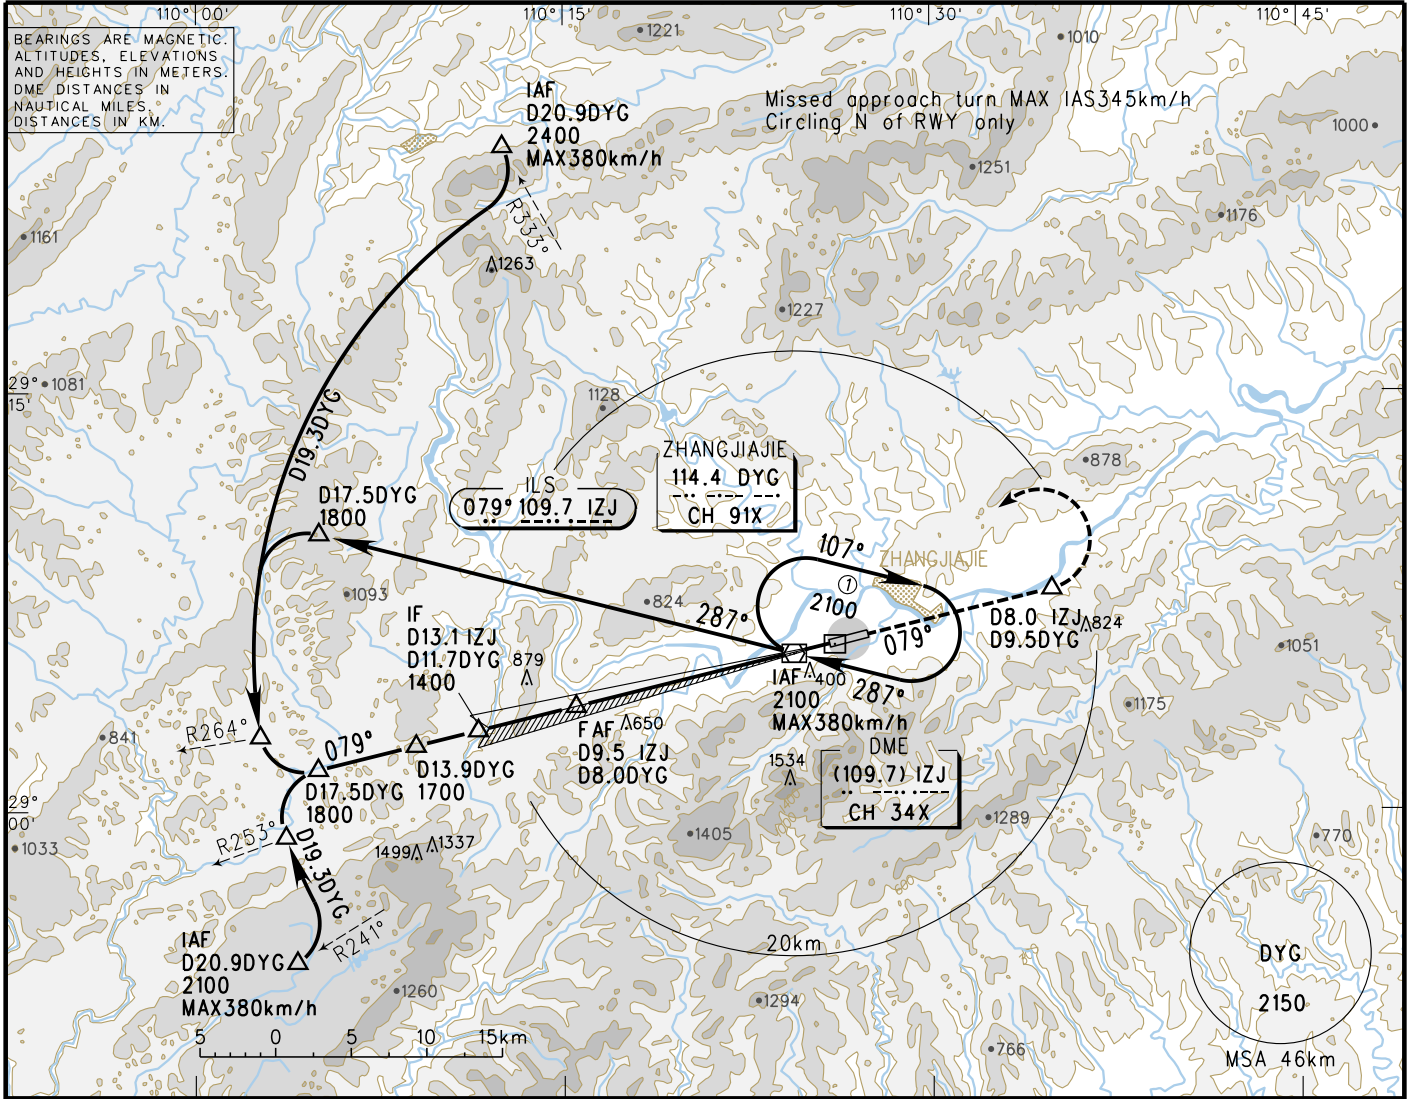 110° 00'
110° 15'
110° 30'
110° 45'
BEARINGS ARE MAGNETIC.
ALTITUDES, ELEVATIONS
AND HEIGHTS IN METERS.
DME DISTANCES IN
NAUTICAL MILES.
DISTANCES IN KM.
1221
1010
IAF
D20.9DYG
2400
MAX380km/h
Missed approach turn MAX IAS345km/h
Circling N of RWY only
1000
1251
R333°
1176
1161
1263
1227
29°
15'
1081
1128
D19.3DYG
ZHANGJIAJIE
114.4 DYG
CH 91X
878
ILS
079° 109.7 IZJ
D17.5DYG
1800
107°
ZHANGJIAJIE
1
2100
1093
824
287°
IF
D13.1 IZJ
D11.7DYG
1400
879
079°
D8.0 IZJ
D9.5DYG
824
1051
IAF
2100
MAX380km/h
400
287°
1175
R264°
841
079°
FAF
D9.5 IZJ
D8.0DYG
650
D13.9DYG
1700
D17.5DYG
1800
1534
DME
(109.7) IZJ
CH 34X
29°
00'
1033
R253°
D19.3DYG
1499
1337
1405
1289
770
1000
800
R241°
IAF
D20.9DYG
2100
MAX380km/h
20km
1260
1294
DYG
2150
766
MSA 46km
5 0 5 10 15km